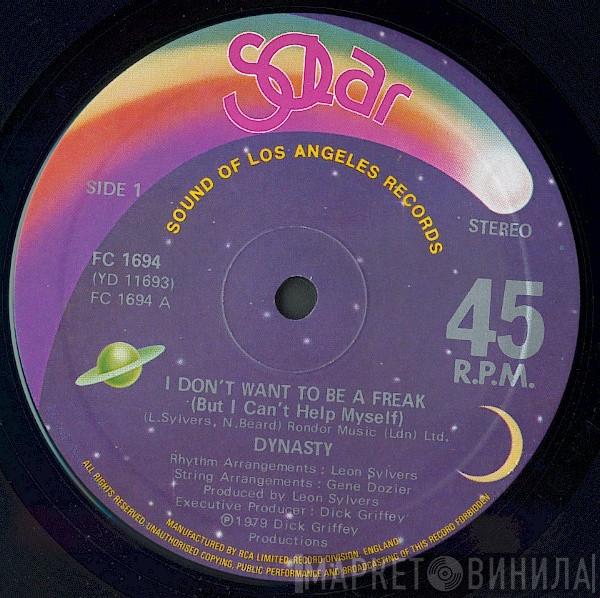 Solar
SOUND OF LOS ANGELES RECORDS
SIDE 1
STEREO
FC 1694
(YD 11693)
FC 1694 A
45
R.P.M.
I DON'T WANT TO BE A FREAK
(But I Can't Help Myself)
(L.Sylvers, N.Beard) Rondor Music (Ldn) Ltd.
DYNASTY
Rhythm Arrangements : Leon Sylvers
String Arrangements : Gene Dozier
Produced by Leon Sylvers
Executive Producer : Dick Griffey
℗1979 Dick Griffey
Productions
MANUFACTURED BY RCA LIMITED, RECORD DIVISION, ENGLAND.
ALL RIGHTS RESERVED. UNAUTHORISED COPYING, PUBLIC PERFORMANCE AND BROADCASTING OF THIS RECORD FORBIDDEN
МАРКЕТ ВИНИЛА